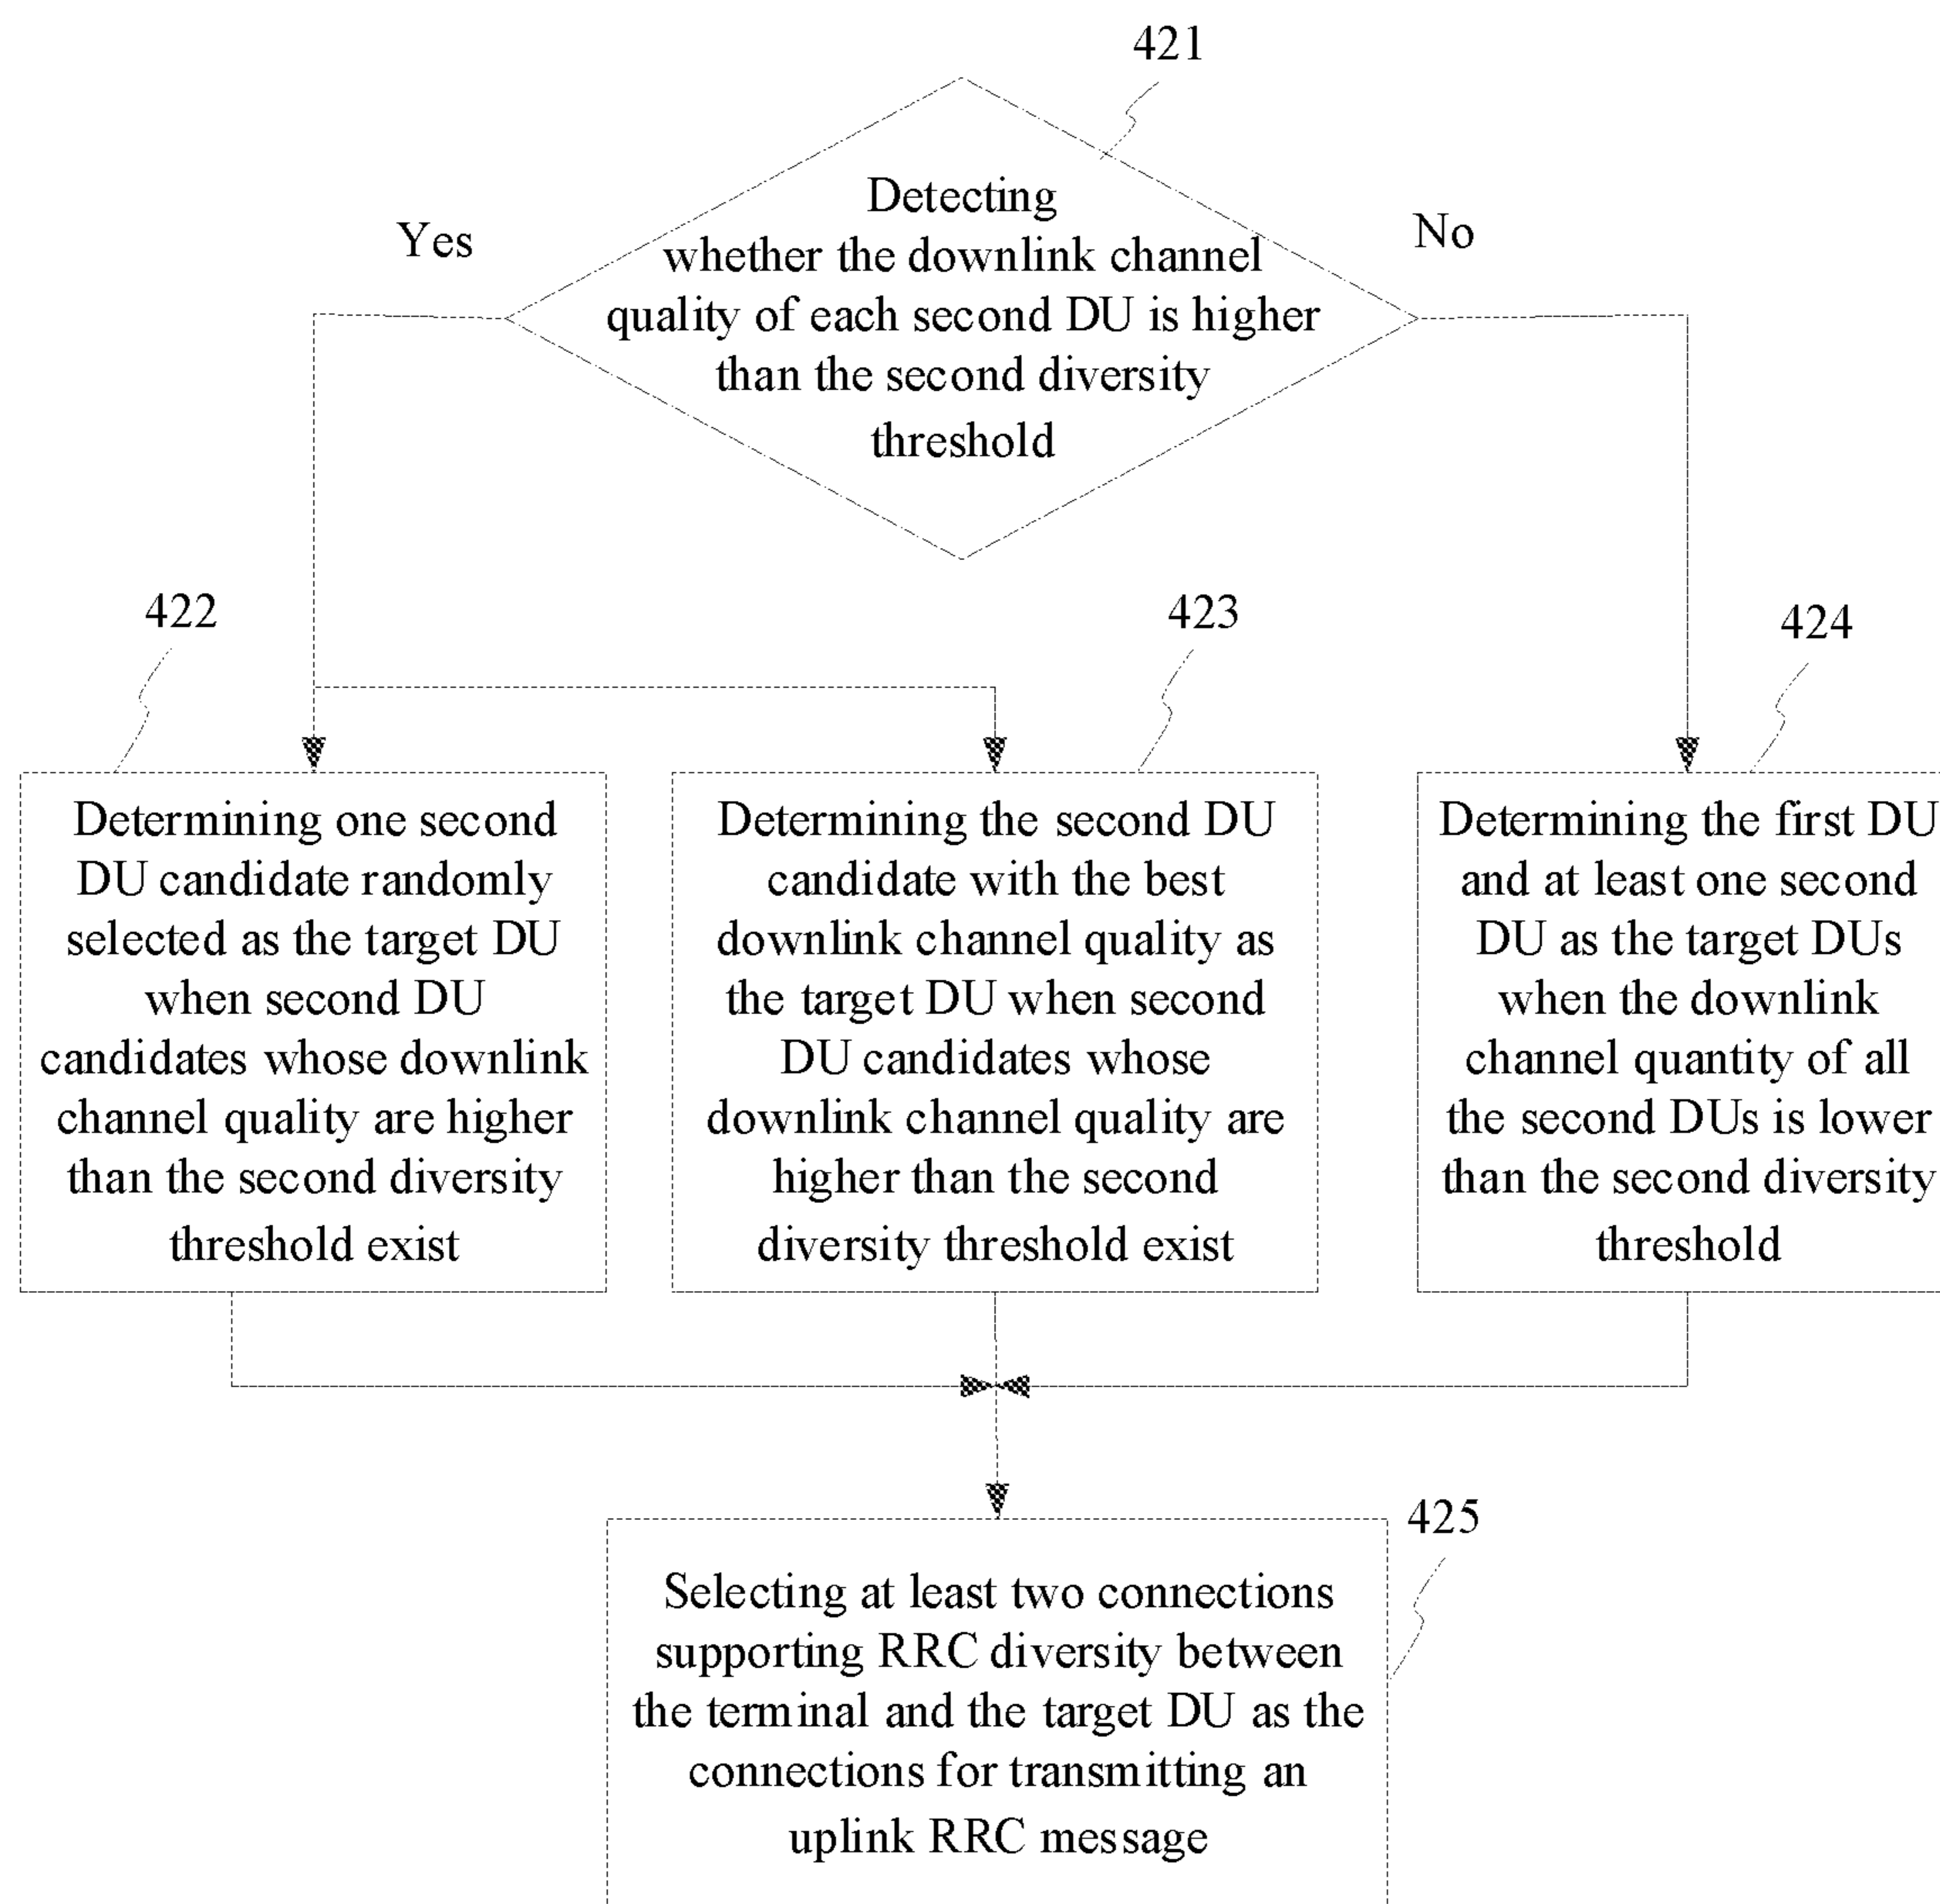 421
Detecting
whether the downlink channel
quality of each second DU is higher
than the second diversity
threshold
Yes
No
422
423
424
Determining one second
DU candidate randomly
selected as the target DU
when second DU
candidates whose downlink
channel quality are higher
than the second diversity
threshold exist
Determining the second DU
candidate with the best
downlink channel quality as
the target DU when second
DU candidates whose
downlink channel quality are
higher than the second
diversity threshold exist
Determining the first DU
and at least one second
DU as the target DUs
when the downlink
channel quantity of all
the second DUs is lower
than the second diversity
threshold
425
Selecting at least two connections
supporting RRC diversity between
the terminal and the target DU as the
connections for transmitting an
uplink RRC message